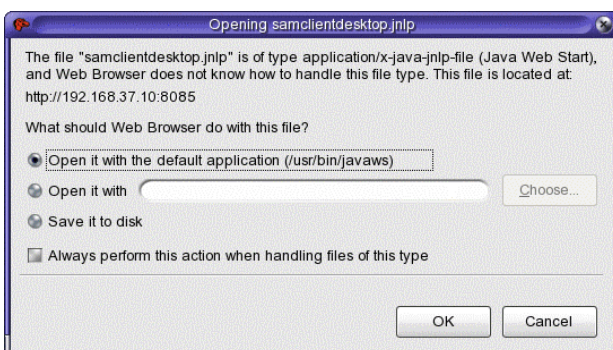 Opening samclientdesktop.jnlp
The file "samclientdesktop.jnlp" is of type application/x-java-jnlp-file (Java Web Start),
and Web Browser does not know how to handle this file type. This file is located at:
http://192.168.37.10:8085
What should Web Browser do with this file?
Open it with the default application (/usr/bin/javaws)
Open it with
Choose...
Save it to disk
Always perform this action when handling files of this type
OK
Cancel